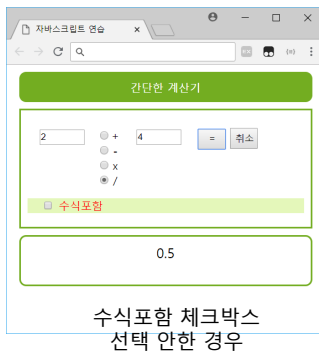 자바스크립트 연습
간단한 계산기
2 + 4 = 취소
-
x
/
수식포함
0.5
수식포함 체크박스
선택 안한 경우